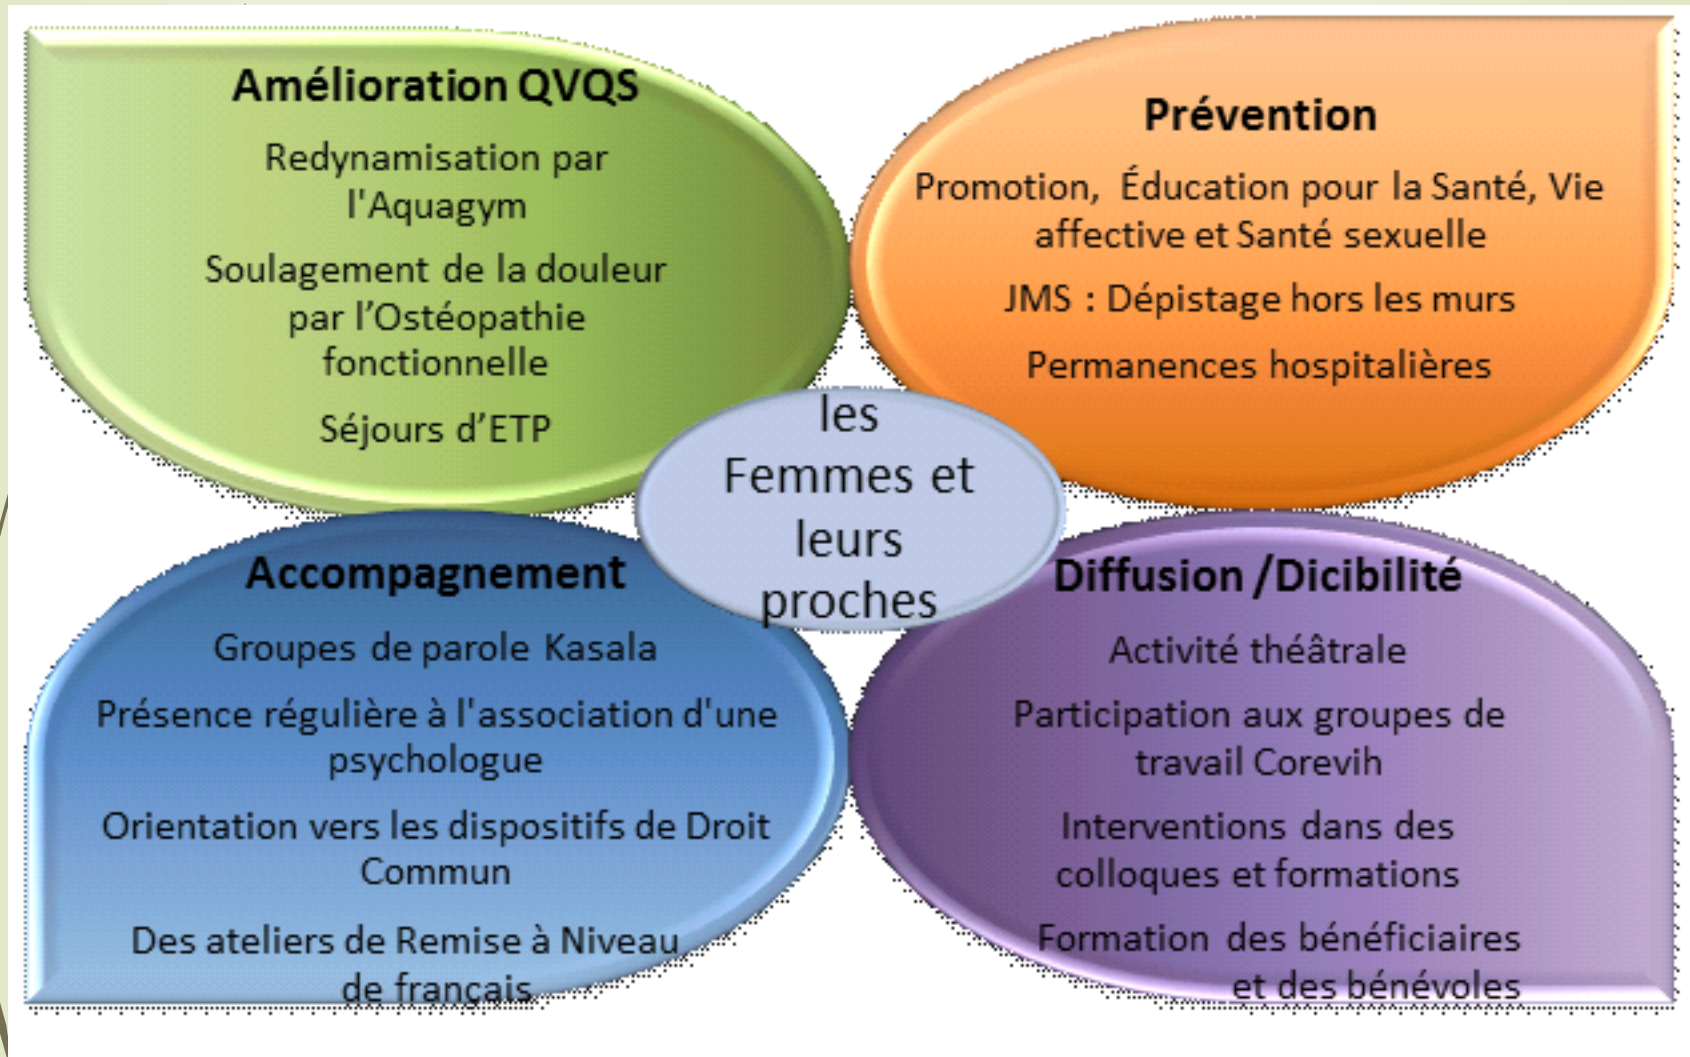 Amélioration QVQS
Redynamisation par
l'Aquagym
Soulagement de la douleur
par l’Ostéopathie
fonctionnelle
Séjours d’ETP
Prévention
Promotion, Éducation pour la Santé, Vie
affective et Santé sexuelle
JMS : Dépistage hors les murs
Permanences hospitalières
les
Femmes et
leurs
proches
Accompagnement
Groupes de parole Kasala
Présence régulière à l'association d'une
psychologue
Orientation vers les dispositifs de Droit
Commun
Des ateliers de Remise à Niveau
de français
Diffusion /Dicibilité
Activité théâtrale
Participation aux groupes de
travail Corevih
Interventions dans des
colloques et formations
Formation des bénéficiaires
et des bénévoles